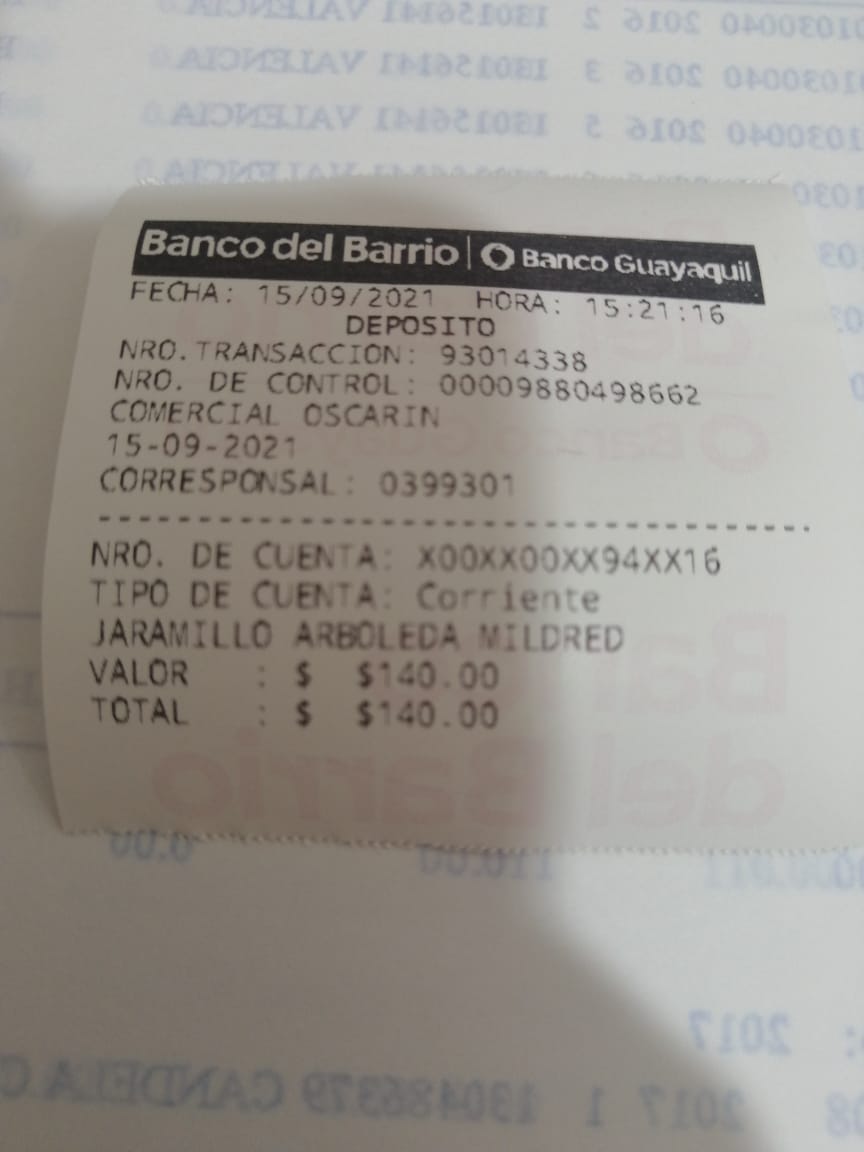 Banco del Barrio | Banco Guayaquil
FECHA: 15/09/2021 HORA: 15:21:16
DEPOSITO
NRO.TRANSACCION: 93014338
NRO. DE CONTROL: 00009880498662
COMERCIAL OSCARIN
15-09-2021
CORRESPONSAL: 0399301
NRO. DE CUENTA: X00XX00XX94XX16
TIPO DE CUENTA: Corriente
JARAMILLO ARBOLEDA MILDRED
VALOR : $ $140.00
TOTAL : $ $140.00